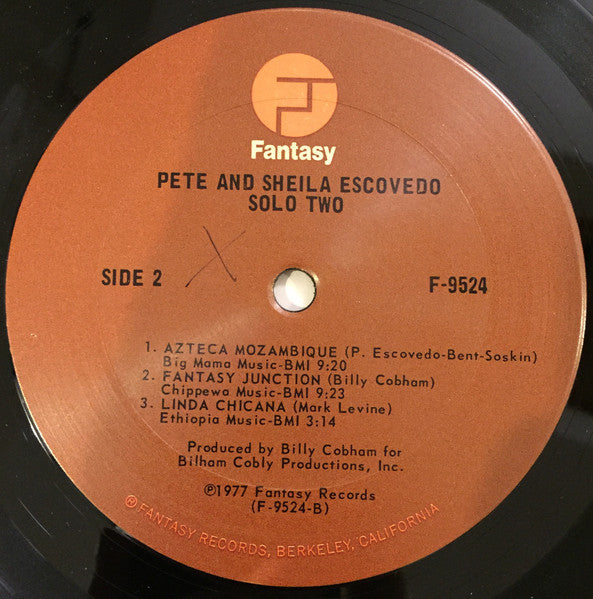 Fantasy
PETE AND SHEILA ESCOVEDO
SOLO TWO
SIDE 2
X
F-9524
1. AZTECA MOZAMBIQUE (P. Escovedo-Bent-Soskin)
Big Mama Music-BMI 9:20
2. FANTASY JUNCTION (Billy Cobham)
Chippewa Music-BMI 9:23
3. LINDA CHICANA (Mark Levine)
Ethiopia Music-BMI 3:14
Produced by Billy Cobham for
Bilham Cobly Productions, Inc.
℗1977 Fantasy Records
(F-9524-B)
®FANTASY RECORDS, BERKELEY, CALIFORNIA